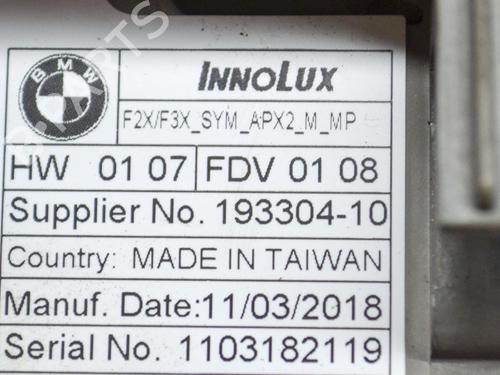 BMW
INNOLUX
F2X/F3X_SYM_APX2_M_MP
HW 01 07 FDV 01 08
Supplier No. 193304-10
Country: MADE IN TAIWAN
Manuf. Date:11/03/2018
Serial No. 1103182119